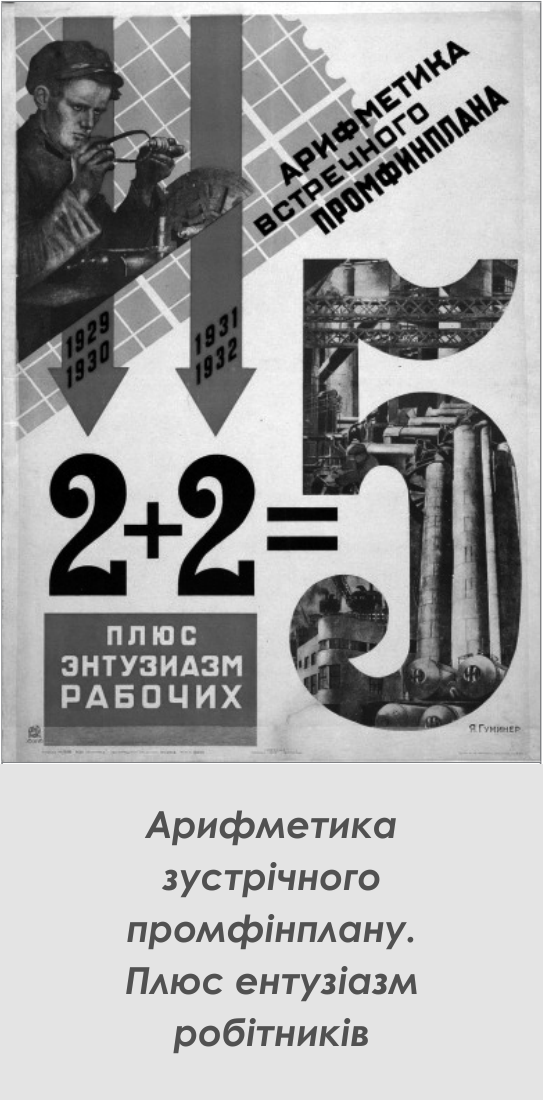 АРИФМЕТИКА
ВСТРЕЧНОГО
ПРОМФИНПЛАНА
1929
1930
1931
1932
2+2=5
ПЛЮС
ЭНТУЗИАЗМ
РАБОЧИХ
Я.ГУМИНЕР
Арифметика
зустрічного
промфінплану.
Плюс ентузіазм
робітників